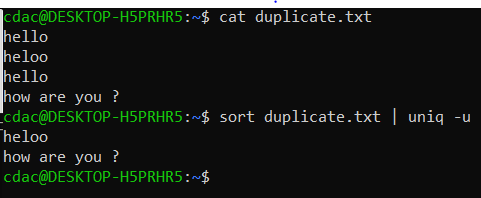 cdac@DESKTOP-H5PRHR5:~$ cat duplicate.txt
hello
heloo
hello
how are you ?
cdac@DESKTOP-H5PRHR5:~$ sort duplicate.txt | uniq -u
heloo
how are you ?
cdac@DESKTOP-H5PRHR5:~$